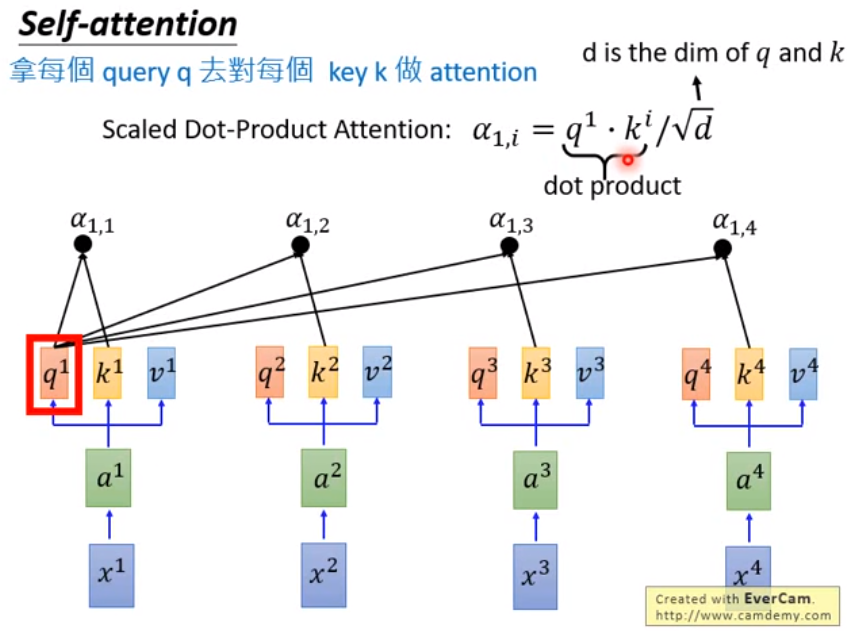 Self-attention
拿每個 query q 去對每個 key k 做 attention
d is the dim of q and k
Scaled Dot-Product Attention: α₁,ᵢ = q¹ · kⁱ/√d
dot product
α₁,₁ α₁,₂ α₁,₃ α₁,₄
q¹ k¹ v¹ q² k² v² q³ k³ v³ q⁴ k⁴ v⁴
a¹ a² a³ a⁴
x¹ x² x³ x⁴
Created with EverCam.
http://www.camdemy.com